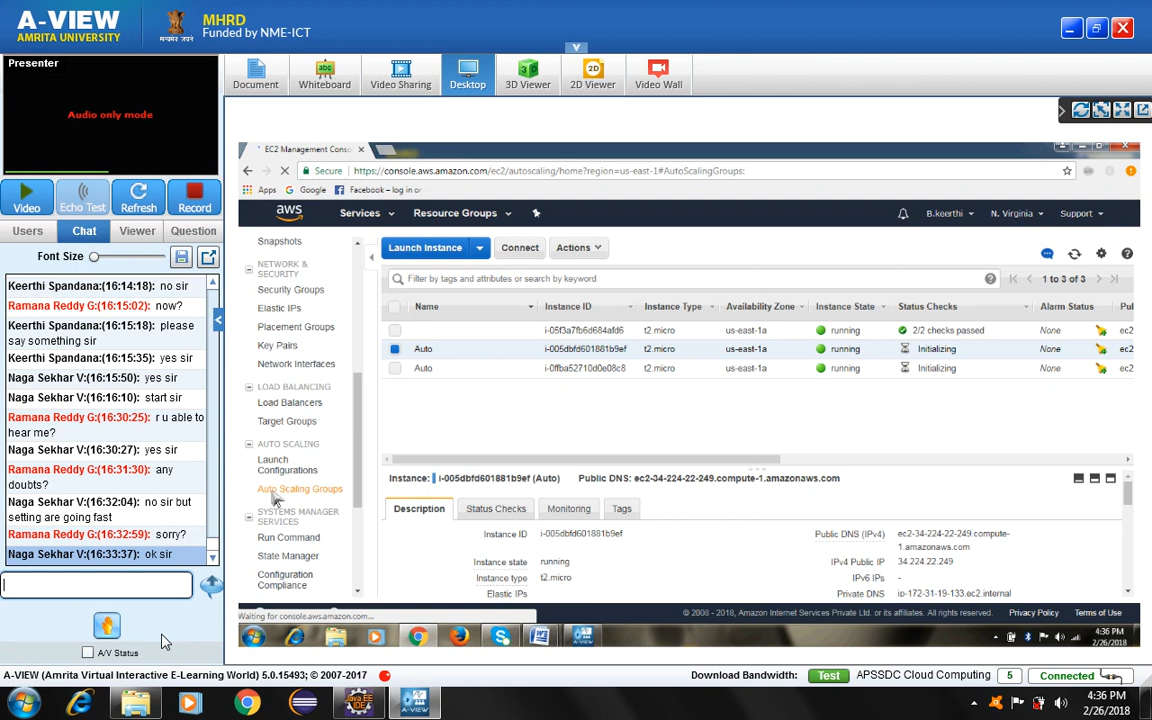 A-VIEW
AMRITA UNIVERSITY
MHRD
Funded by NME-ICT
Presenter
Audio only mode
Document
Whiteboard
Video Sharing
Desktop
3D Viewer
2D Viewer
Video Wall
Video
Echo Test
Refresh
Record
Users
Chat
Viewer
Question
Font Size
Keerthi Spandana:(16:14:18): no sir
Ramana Reddy G:(16:15:02): now?
Keerthi Spandana:(16:15:18): please
say something sir
Keerthi Spandana:(16:15:35): yes sir
Naga Sekhar V:(16:15:50): yes sir
Naga Sekhar V:(16:16:10): start sir
Ramana Reddy G:(16:30:25): r u able to
hear me?
Naga Sekhar V:(16:30:27): yes sir
Ramana Reddy G:(16:31:30): any
doubts?
Naga Sekhar V:(16:32:04): no sir but
setting are going fast
Ramana Reddy G:(16:32:59): sorry?
Naga Sekhar V:(16:33:37): ok sir
A/V Status
EC2 Management Conso
Secure
https://console.aws.amazon.com/ec2/autoscaling/home?region=us-east-1#AutoScalingGroups:
Apps
Google
Facebook – log in or
aws
Services
Resource Groups
B.keerthi
N. Virginia
Support
Snapshots
NETWORK &
SECURITY
Security Groups
Elastic IPs
Placement Groups
Key Pairs
Network Interfaces
LOAD BALANCING
Load Balancers
Target Groups
AUTO SCALING
Launch
Configurations
Auto Scaling Groups
SYSTEMS MANAGER
SERVICES
Run Command
State Manager
Configuration
Compliance
Launch Instance
Connect
Actions
Filter by tags and attributes or search by keyword
1 to 3 of 3
Name Instance ID Instance Type Availability Zone Instance State Status Checks Alarm Status Pul
i-05f3a7fb6d684afd6 t2.micro us-east-1a running 2/2 checks passed None ec2
Auto i-005dbfd601881b9ef t2.micro us-east-1a running Initializing None ec2
Auto i-0ffba52710d0e08c8 t2.micro us-east-1a running Initializing None ec2
Instance: i-005dbfd601881b9ef (Auto) Public DNS: ec2-34-224-22-249.compute-1.amazonaws.com
Description
Status Checks
Monitoring
Tags
Instance ID i-005dbfd601881b9ef
Public DNS (IPv4) ec2-34-224-22-249.compute-
1.amazonaws.com
Instance state running
IPv4 Public IP 34.224.22.249
Instance type t2.micro
IPv6 IPs -
Elastic IPs
Private DNS ip-172-31-19-133.ec2.internal
Waiting for console.aws.amazon.com...
© 2008 - 2018, Amazon Internet Services Private Ltd. or its affiliates. All rights reserved.
Privacy Policy
Terms of Use
4:36 PM
2/26/2018
A-VIEW (Amrita Virtual Interactive E-Learning World) 5.0.15493; © 2007-2017
Download Bandwidth:
Test
APSSDC Cloud Computing
5
Connected
Java EE
IDE
4:36 PM
2/26/2018